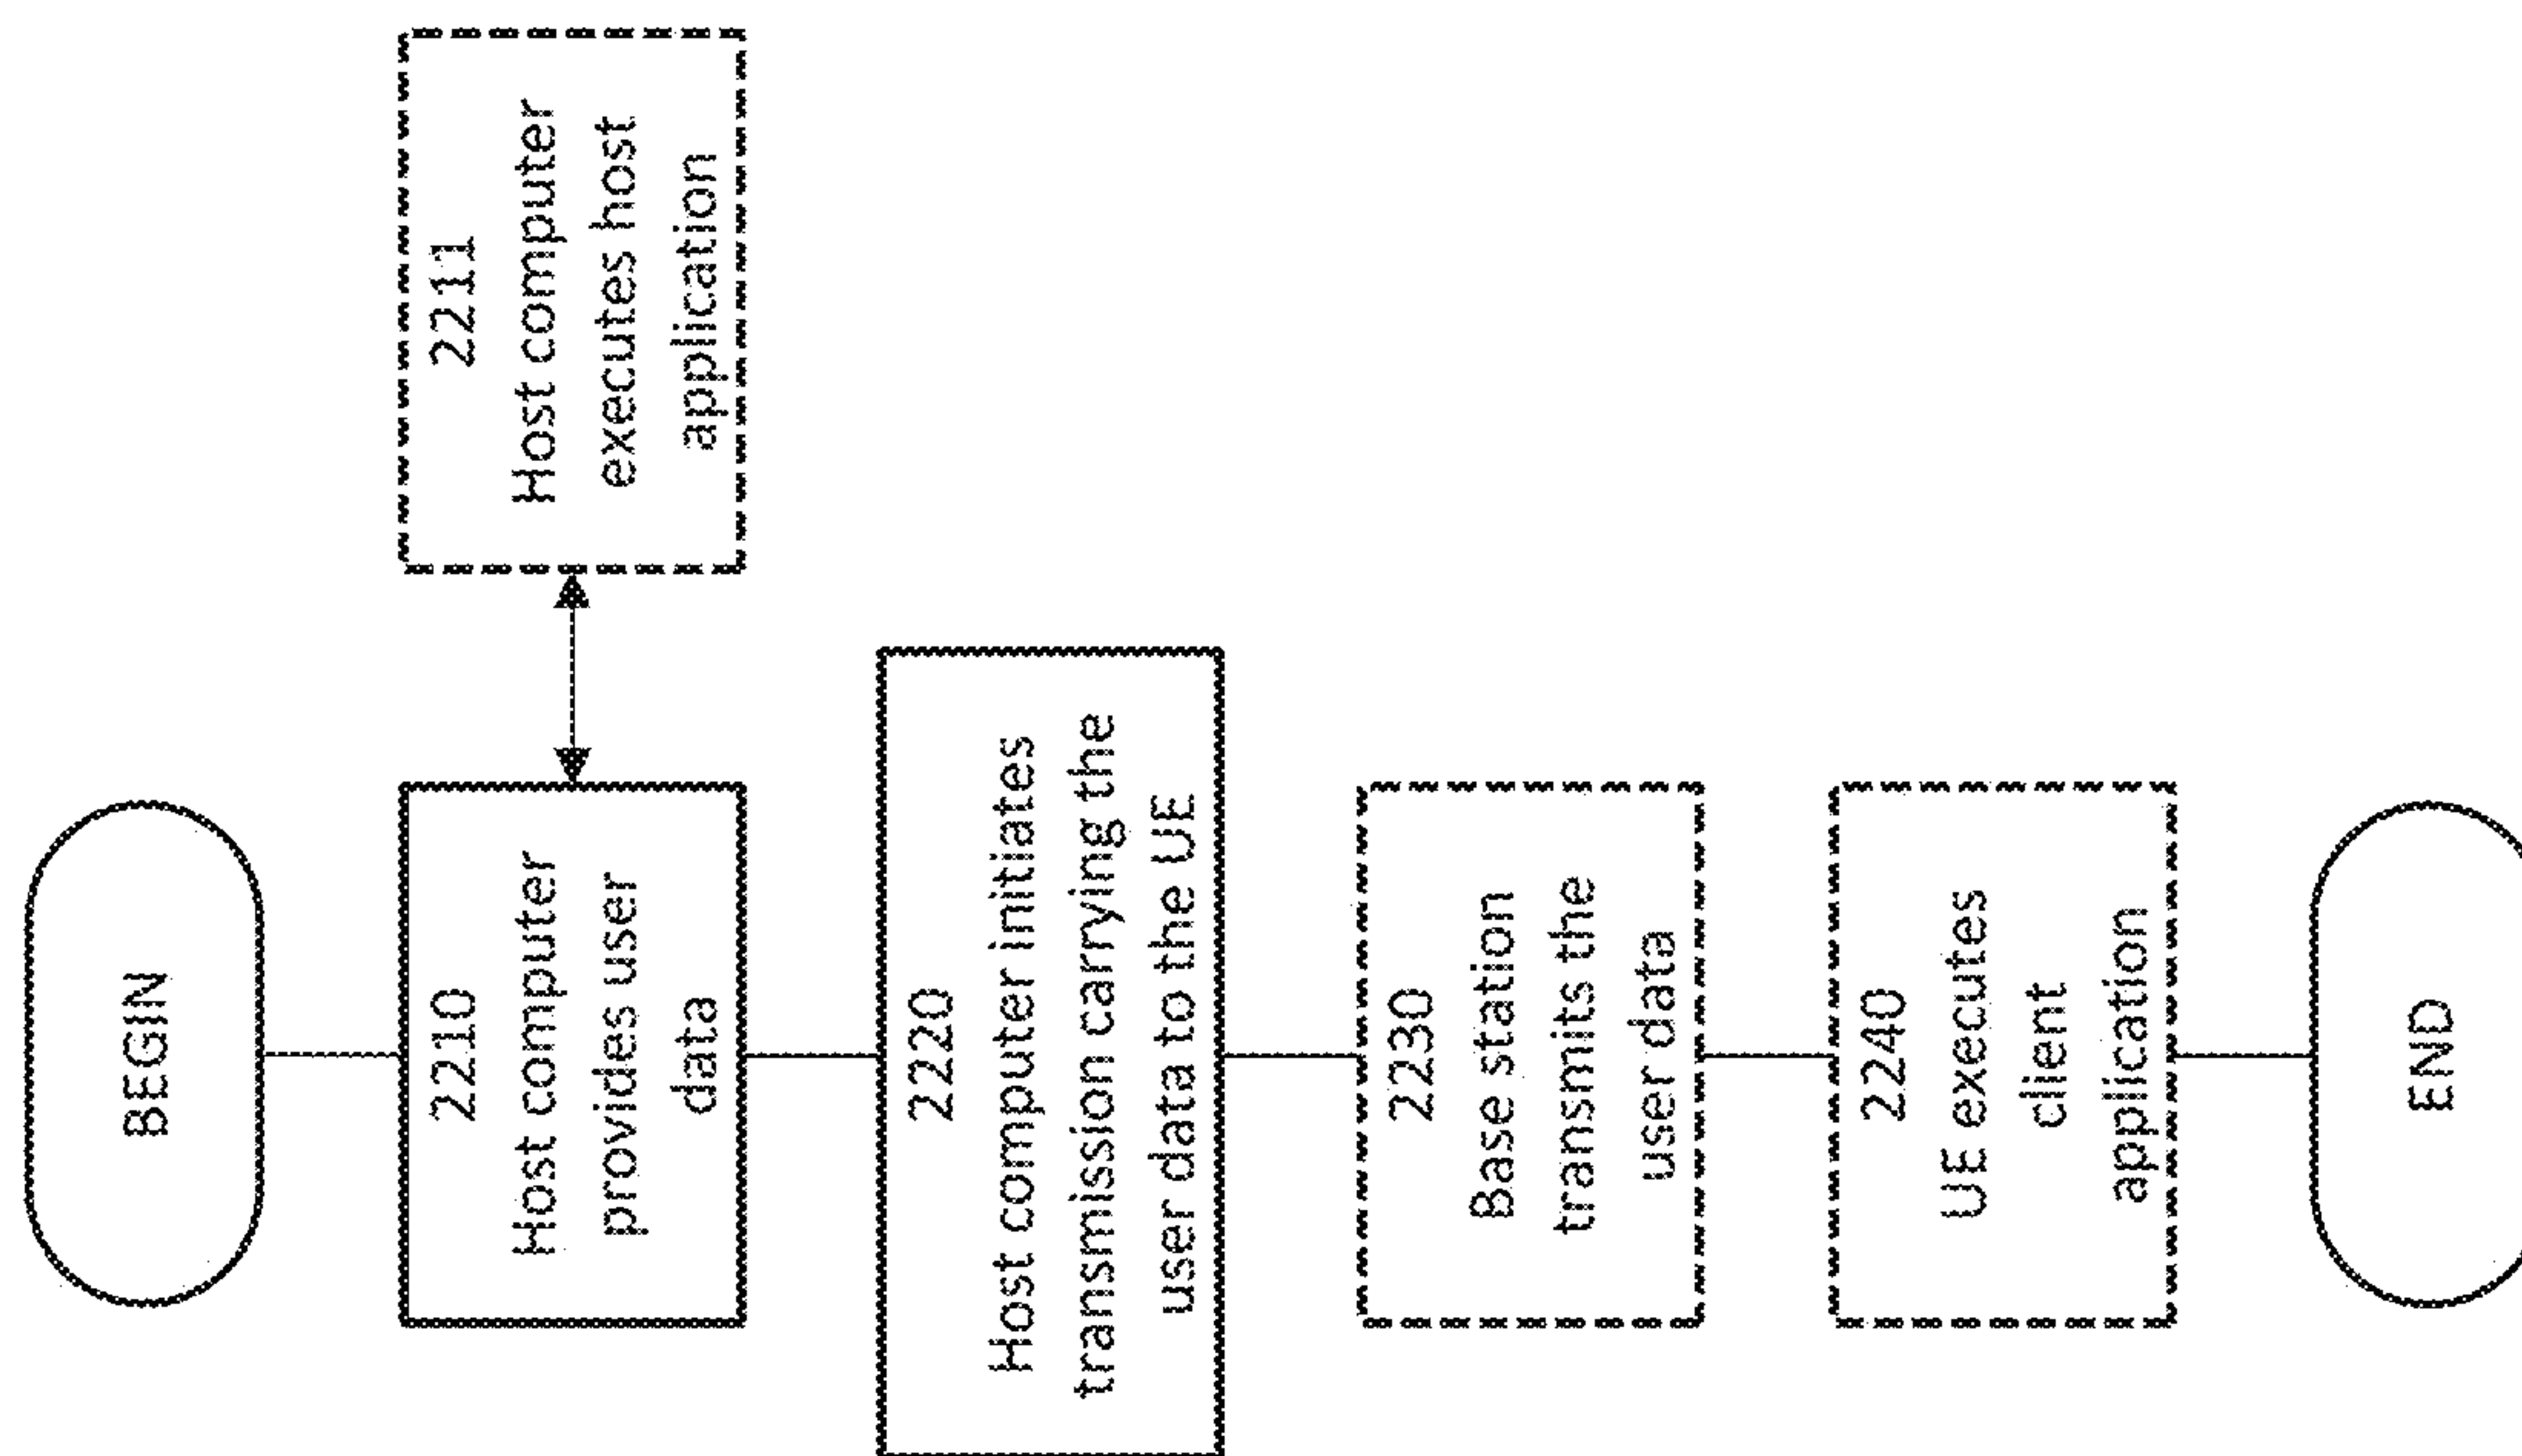 BEGIN
2210
Host computer
provides user
data
2211
Host computer
executes host
application
2220
Host computer initiates
transmission carrying the
user data to the UE
2230
Base station
transmits the
user data
2240
UE executes
client
application
END